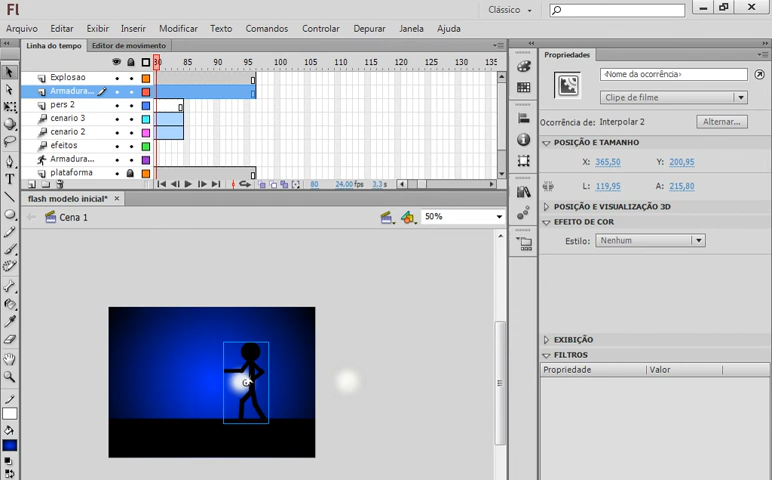 Fl
Clássico
Arquivo Editar Exibir Inserir Modificar Texto Comandos Controlar Depurar Janela Ajuda
Linha do tempo Editor de movimento
80 85 90 95 100 105 110 115 120 125 130 135
Explosao
Armadura...
pers 2
cenario 3
cenario 2
efeitos
Armadura...
plataforma
80 24.00 fps 3.3 s
flash modelo inicial* ×
Cena 1
50%
Propriedades
‹Nome da ocorrência›
Clipe de filme
Ocorrência de: Interpolar 2
Alternar...
POSIÇÃO E TAMANHO
X: 365,50 Y: 200,95
L: 119,95 A: 215,80
POSIÇÃO E VISUALIZAÇÃO 3D
EFEITO DE COR
Estilo: Nenhum
EXIBIÇÃO
FILTROS
Propriedade Valor